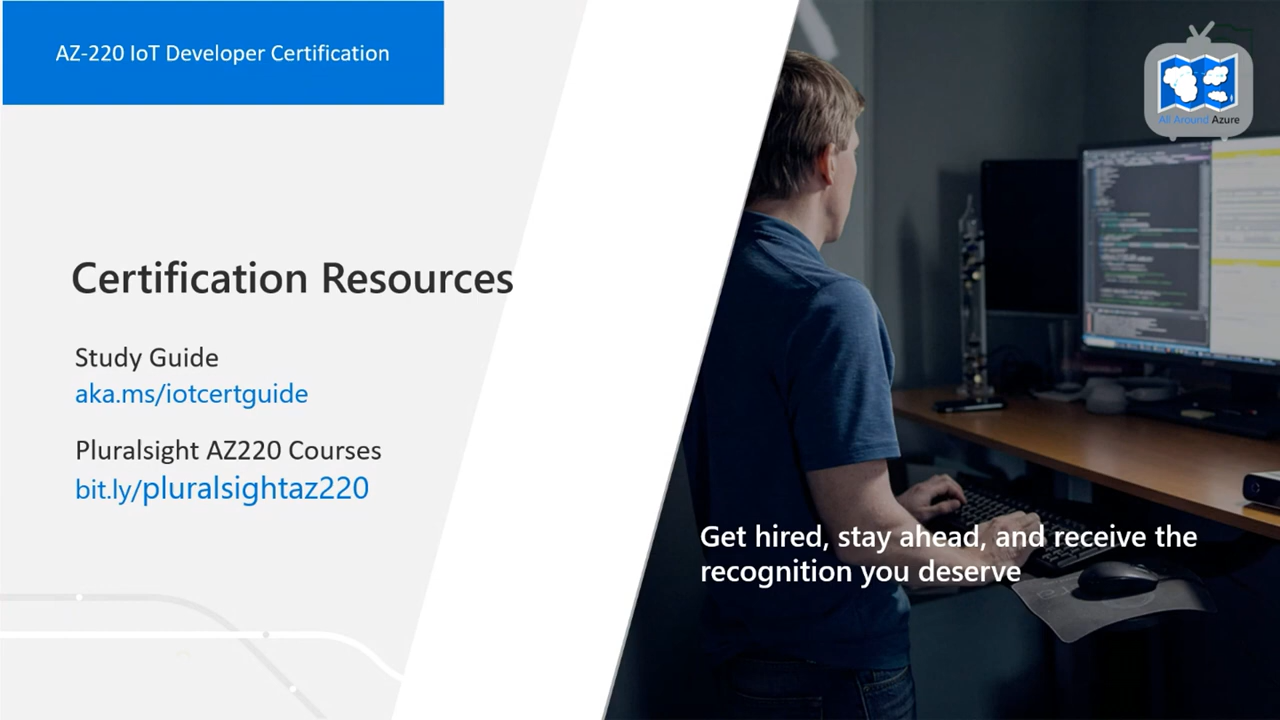 AZ-220 IoT Developer Certification
All Around Azure
Certification Resources
Study Guide
aka.ms/iotcertguide
Pluralsight AZ220 Courses
bit.ly/pluralsightaz220
Get hired, stay ahead, and receive the
recognition you deserve